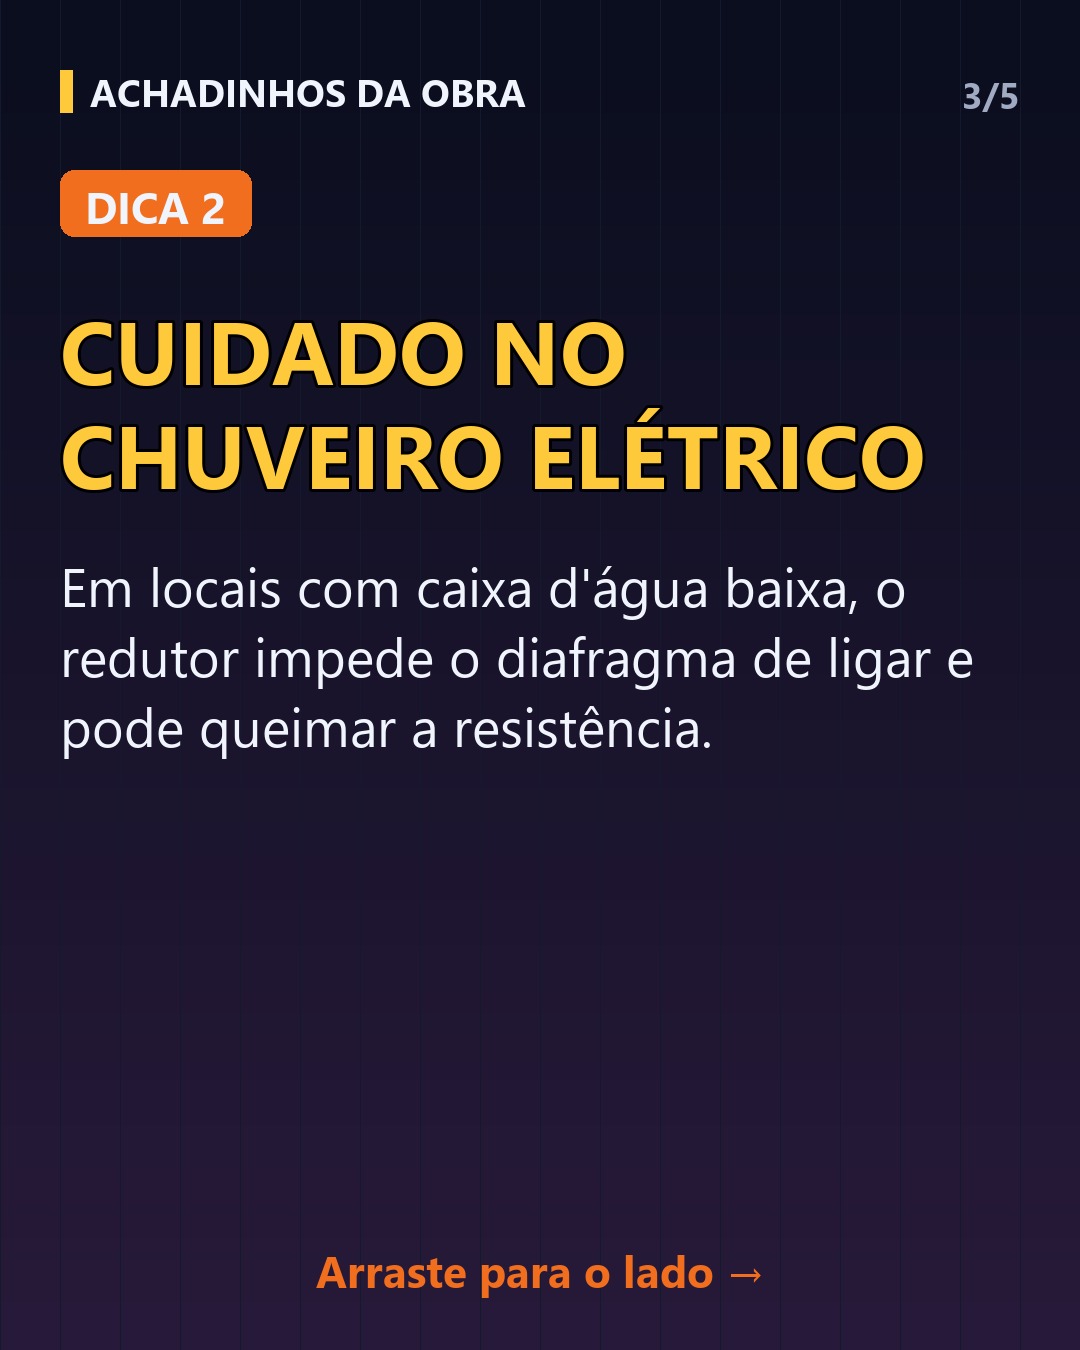 ACHADINHOS DA OBRA
3/5
DICA 2
CUIDADO NO
CHUVEIRO ELÉTRICO
Em locais com caixa d'água baixa, o
redutor impede o diafragma de ligar e
pode queimar a resistência.
Arraste para o lado →